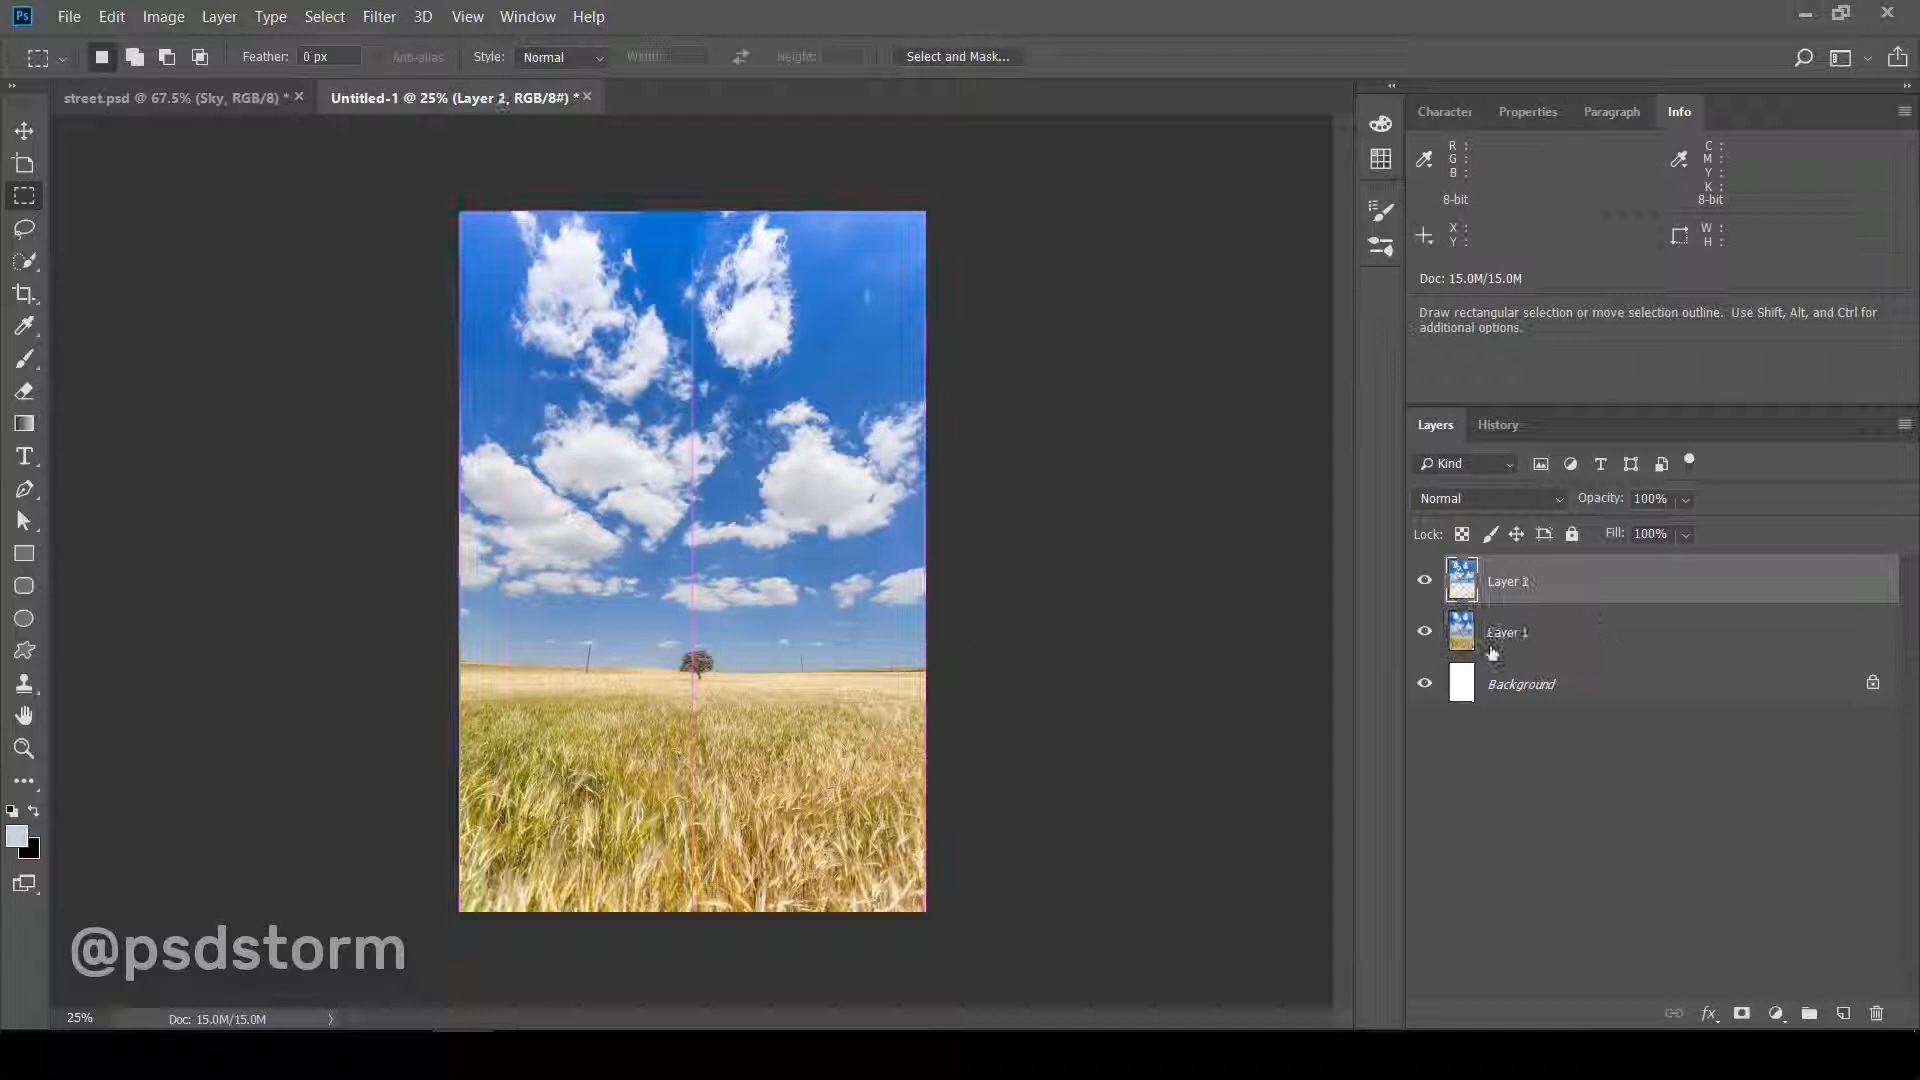 Ps File Edit Image Layer Type Select Filter 3D View Window Help
Feather: 0 px Anti-alias Style: Normal Width: Height: Select and Mask...
street.psd @ 67.5% (Sky, RGB/8) * Untitled-1 @ 25% (Layer 2, RGB/8#) *
Character Properties Paragraph Info
R : C :
G : M :
B : Y :
K :
8-bit 8-bit
X : W :
Y : H :
Doc: 15.0M/15.0M
Draw rectangular selection or move selection outline. Use Shift, Alt, and Ctrl for
additional options.
Layers History
Kind
Normal Opacity: 100%
Lock: Fill: 100%
Layer 2
Layer 1
Background
@psdstorm
25% Doc: 15.0M/15.0M